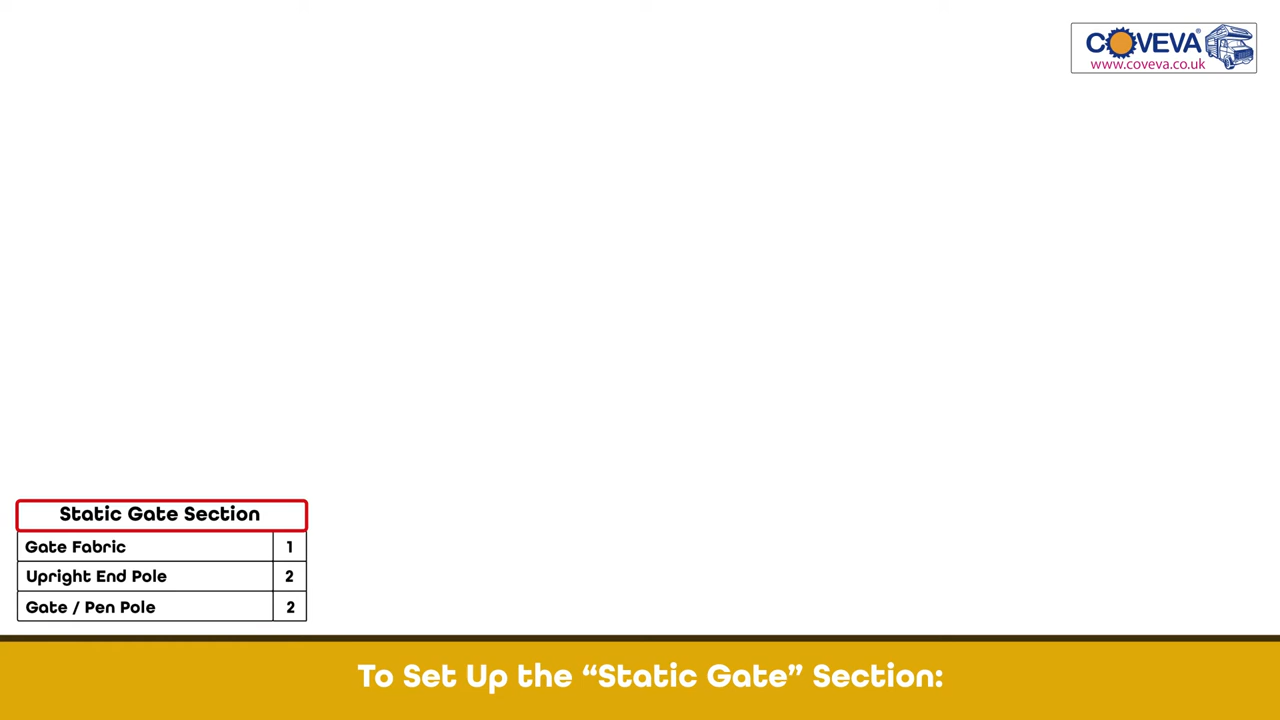 COVEVA®
www.coveva.co.uk
Static Gate Section
Gate Fabric 1
Upright End Pole 2
Gate / Pen Pole 2
To Set Up the “Static Gate” Section: